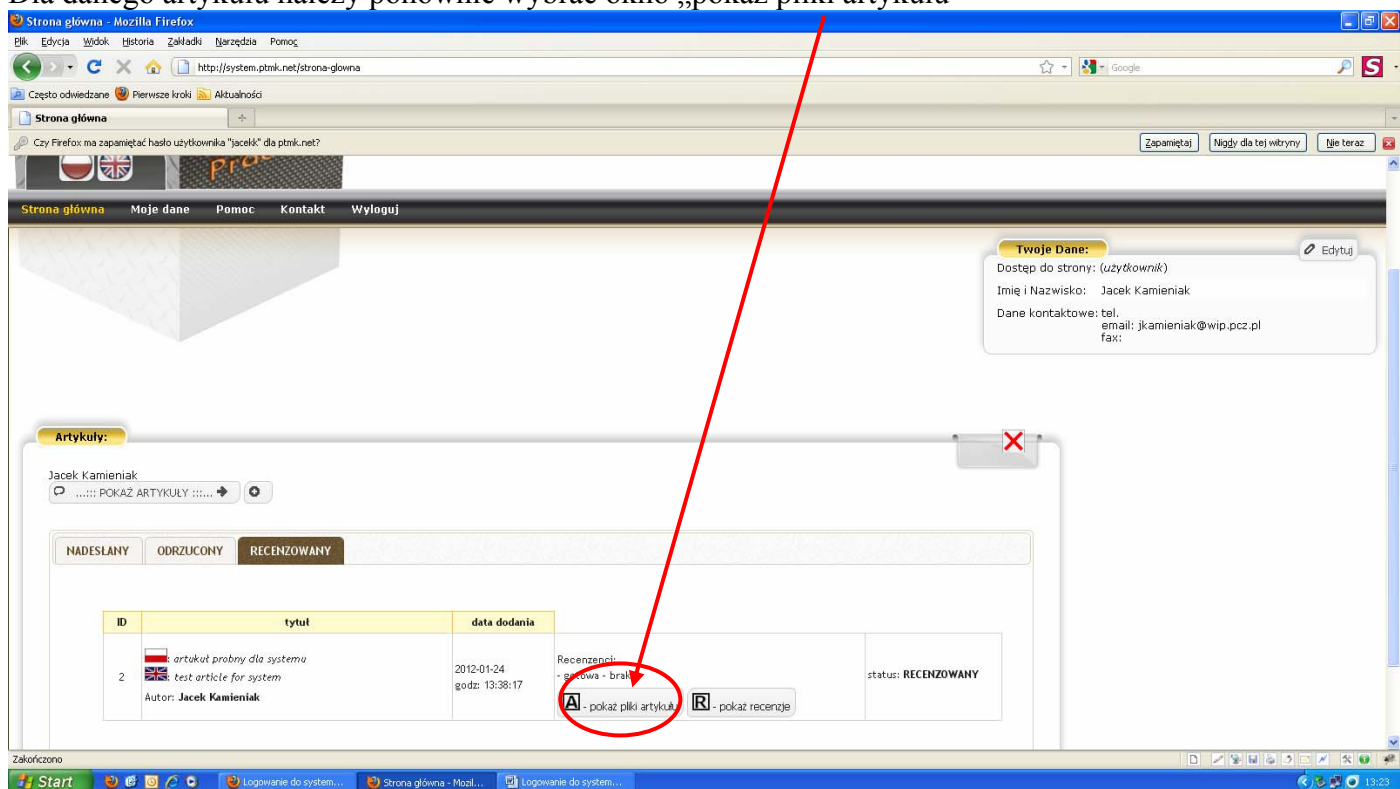 Dla danego artykułu należy ponownie wybrać okno „pokaż pliki artykułu
Strona główna - Mozilla Firefox
Plik Edycja Widok Historia Zakładki Narzędzia Pomoc
http://system.ptmk.net/strona-glowna
Google
S
Często odwiedzane Pierwsze kroki Aktualności
Strona główna
Czy Firefox ma zapamiętać hasło użytkownika "jacekk" dla ptmk.net?
Zapamiętaj Nigdy dla tej witryny Nie teraz
Strona główna Moje dane Pomoc Kontakt Wyloguj
Twoje Dane:
Edytuj
Dostęp do strony: (użytkownik)
Imię i Nazwisko: Jacek Kamieniak
Dane kontaktowe: tel.
email: jkamieniak@wip.pcz.pl
fax:
Artykuły:
Jacek Kamieniak
...::: POKAŻ ARTYKUŁY :::...
NADESŁANY ODRZUCONY RECENZOWANY
ID tytuł data dodania
2
: artukuł probny dla systemu
: test article for system
Autor: Jacek Kamieniak
2012-01-24
godz: 13:38:17
Recenzenci:
- gotowa - brak
A - pokaż pliki artykułu R - pokaż recenzje
status: RECENZOWANY
Zakończono
Start Logowanie do system... Strona główna - Mozil... Logowanie do system... 13:23